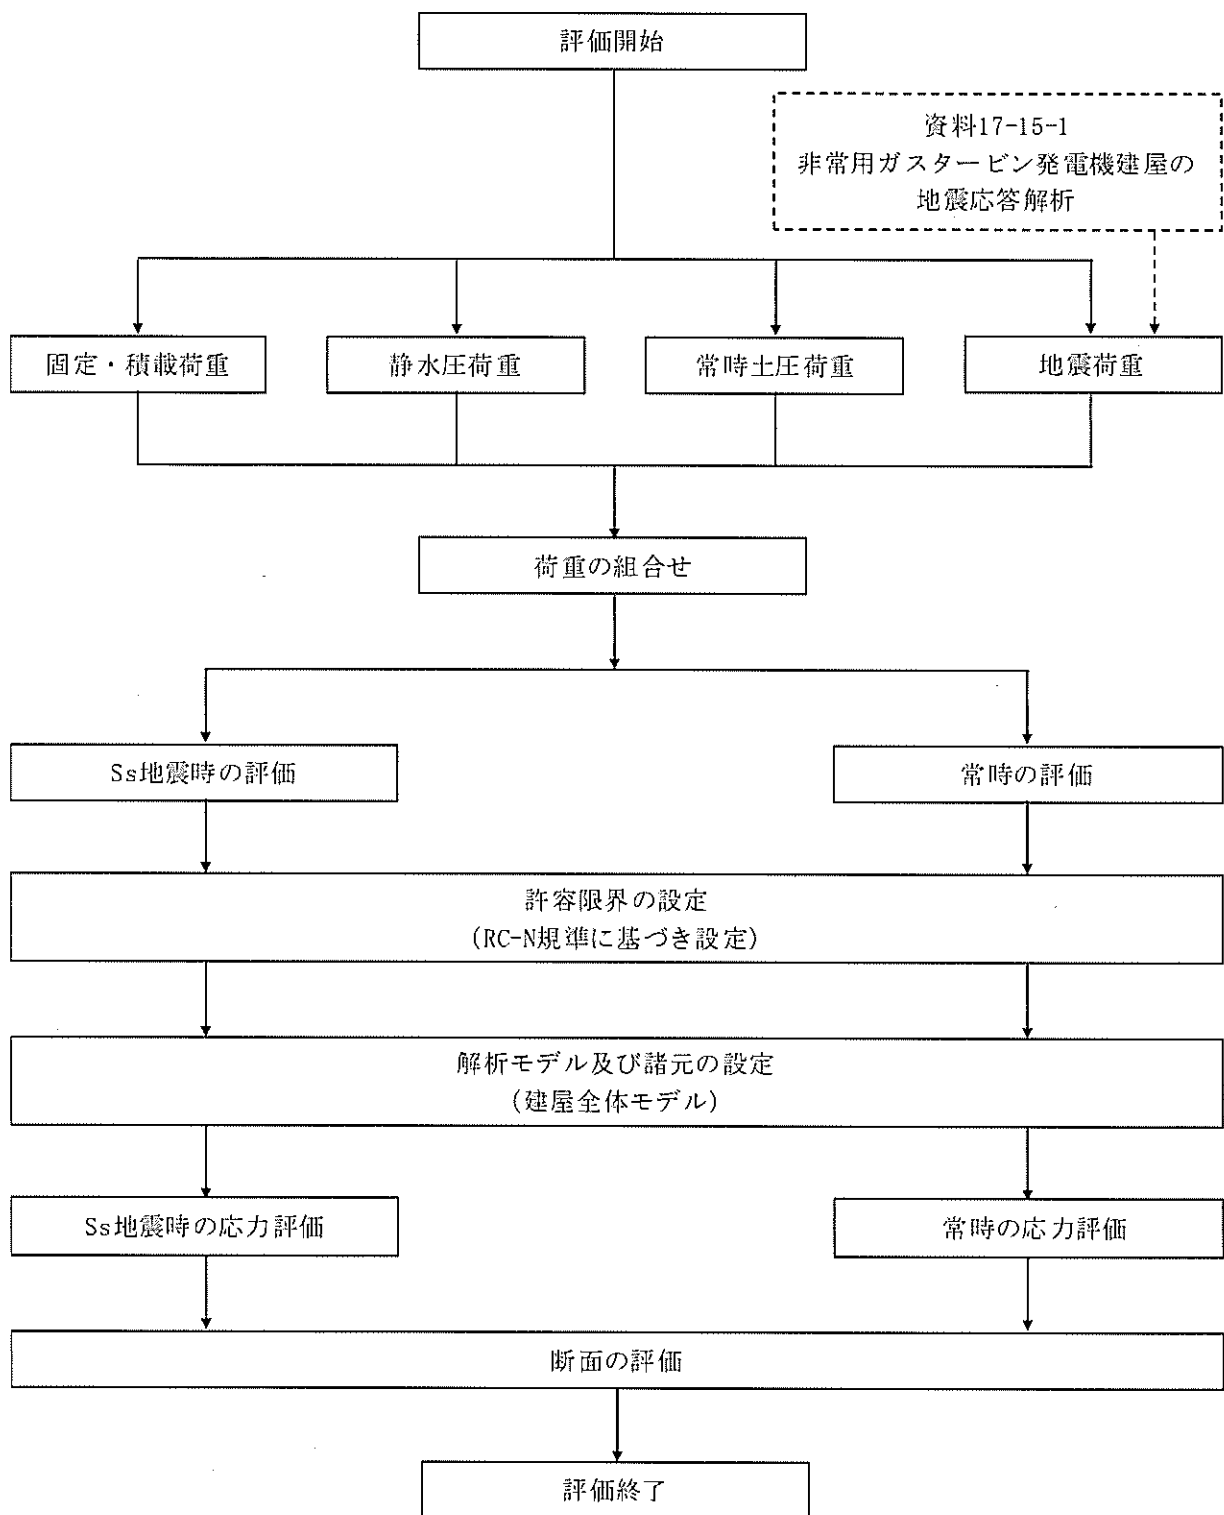 評価開始
資料17-15-1
非常用ガスタービン発電機建屋の
地震応答解析
固定・積載荷重
静水圧荷重
常時土圧荷重
地震荷重
荷重の組合せ
Ss地震時の評価
常時の評価
許容限界の設定
(RC-N規準に基づき設定)
解析モデル及び諸元の設定
(建屋全体モデル)
Ss地震時の応力評価
常時の応力評価
断面の評価
評価終了